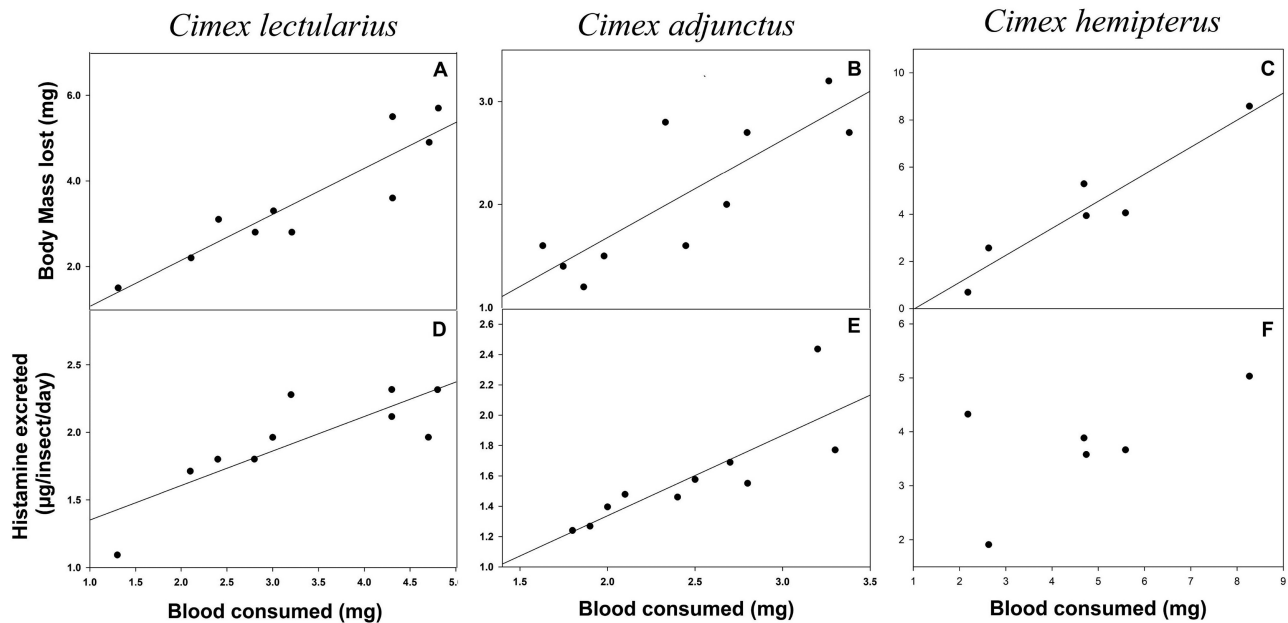 Cimex lectularius
Cimex adjunctus
Cimex hemipterus
A
B
C
Body Mass lost (mg)
6.0
4.0
2.0
3.0
2.0
1.0
10
8
6
4
2
0
D
E
F
Histamine excreted
(µg/insect/day)
2.5
2.0
1.5
1.0
2.6
2.4
2.2
2.0
1.8
1.6
1.4
1.2
1.0
6
5
4
3
2
1.0 1.5 2.0 2.5 3.0 3.5 4.0 4.5 5.0
1.5 2.0 2.5 3.0 3.5
1 2 3 4 5 6 7 8 9
Blood consumed (mg)
Blood consumed (mg)
Blood consumed (mg)